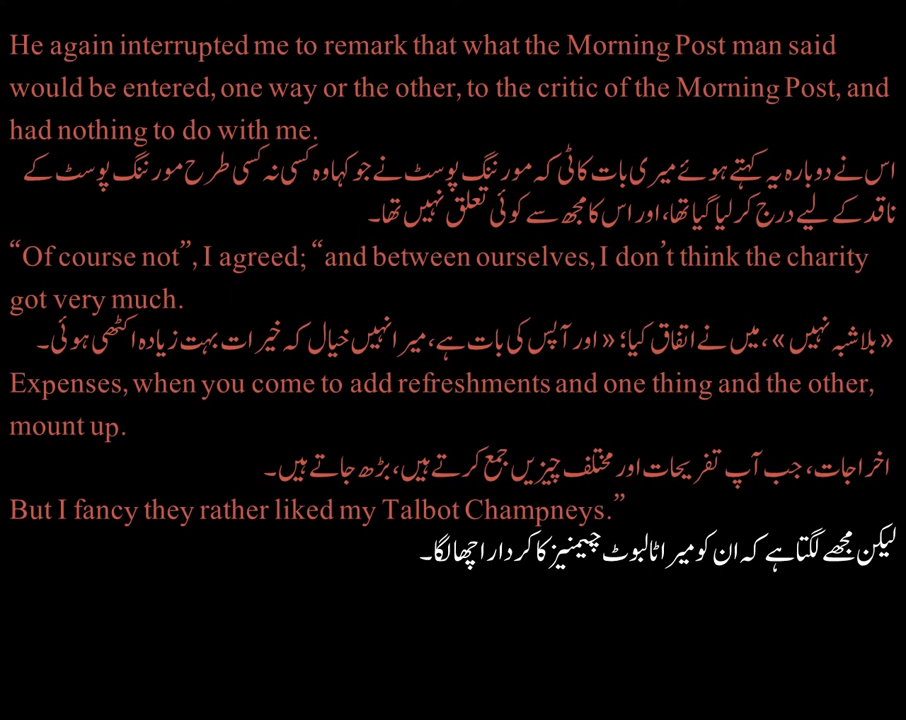 He again interrupted me to remark that what the Morning Post man said
would be entered, one way or the other, to the critic of the Morning Post, and
had nothing to do with me.
اس نے دوبارہ یہ کہتے ہوئے میری بات کاٹی کہ مورننگ پوسٹ نے جو کہا وہ کسی نہ کسی طرح مورننگ پوسٹ کے
ناقد کے لیے درج کر لیا گیا تھا، اور اس کا مجھ سے کوئی تعلق نہیں تھا۔
“Of course not”, I agreed; “and between ourselves, I don’t think the charity
got very much.
«بلاشبہ نہیں»، میں نے اتفاق کیا؛ «اور آپس کی بات ہے، میرا نہیں خیال کہ خیرات بہت زیادہ اکٹھی ہوئی۔
Expenses, when you come to add refreshments and one thing and the other,
mount up.
اخراجات، جب آپ تفریحات اور مختلف چیزیں جمع کرتے ہیں، بڑھ جاتے ہیں۔
But I fancy they rather liked my Talbot Champneys.”
لیکن مجھے لگتا ہے کہ ان کو میرا ٹالبوٹ چیمنیز کا کردار اچھا لگا۔